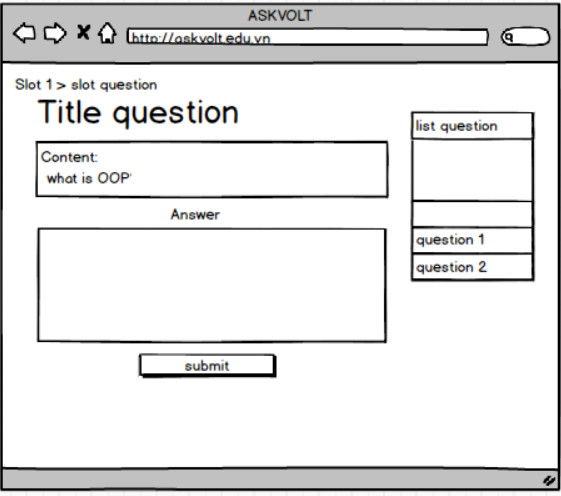 ASKVOLT
http://askvolt.edu.vn
Slot 1 > slot question
Title question
Content:
what is OOP'
Answer
submit
list question
question 1
question 2